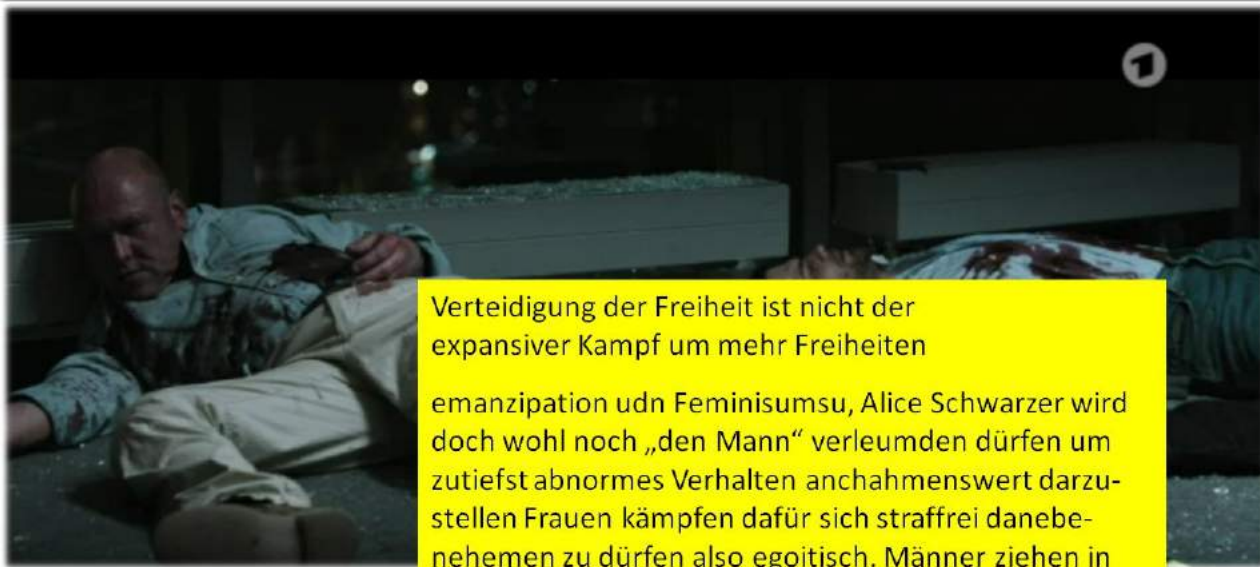 Verteidigung der Freiheit ist nicht der
expansiver Kampf um mehr Freiheiten
emanzipation udn Feminisumsu, Alice Schwarzer wird
doch wohl noch „den Mann“ verleumden dürfen um
zutiefst abnormes Verhalten anchahmenswert darzu-
stellen Frauen kämpfen dafür sich straffrei danebe-
nehemen zu dürfen also egoitisch. Männer ziehen in